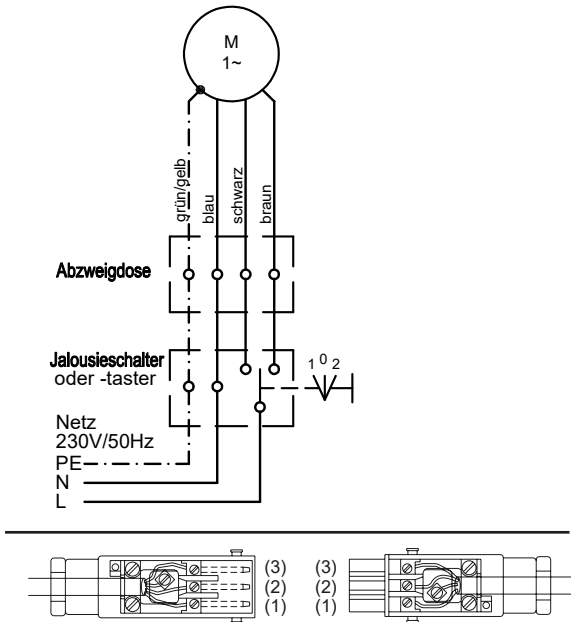 M
1~
grün/gelb
blau
schwarz
braun
Abzweigdose
Jalousieschalter
oder -taster
1 0 2
Netz
230V/50Hz
PE
N
L
(3)
(2)
(1)
(3)
(2)
(1)